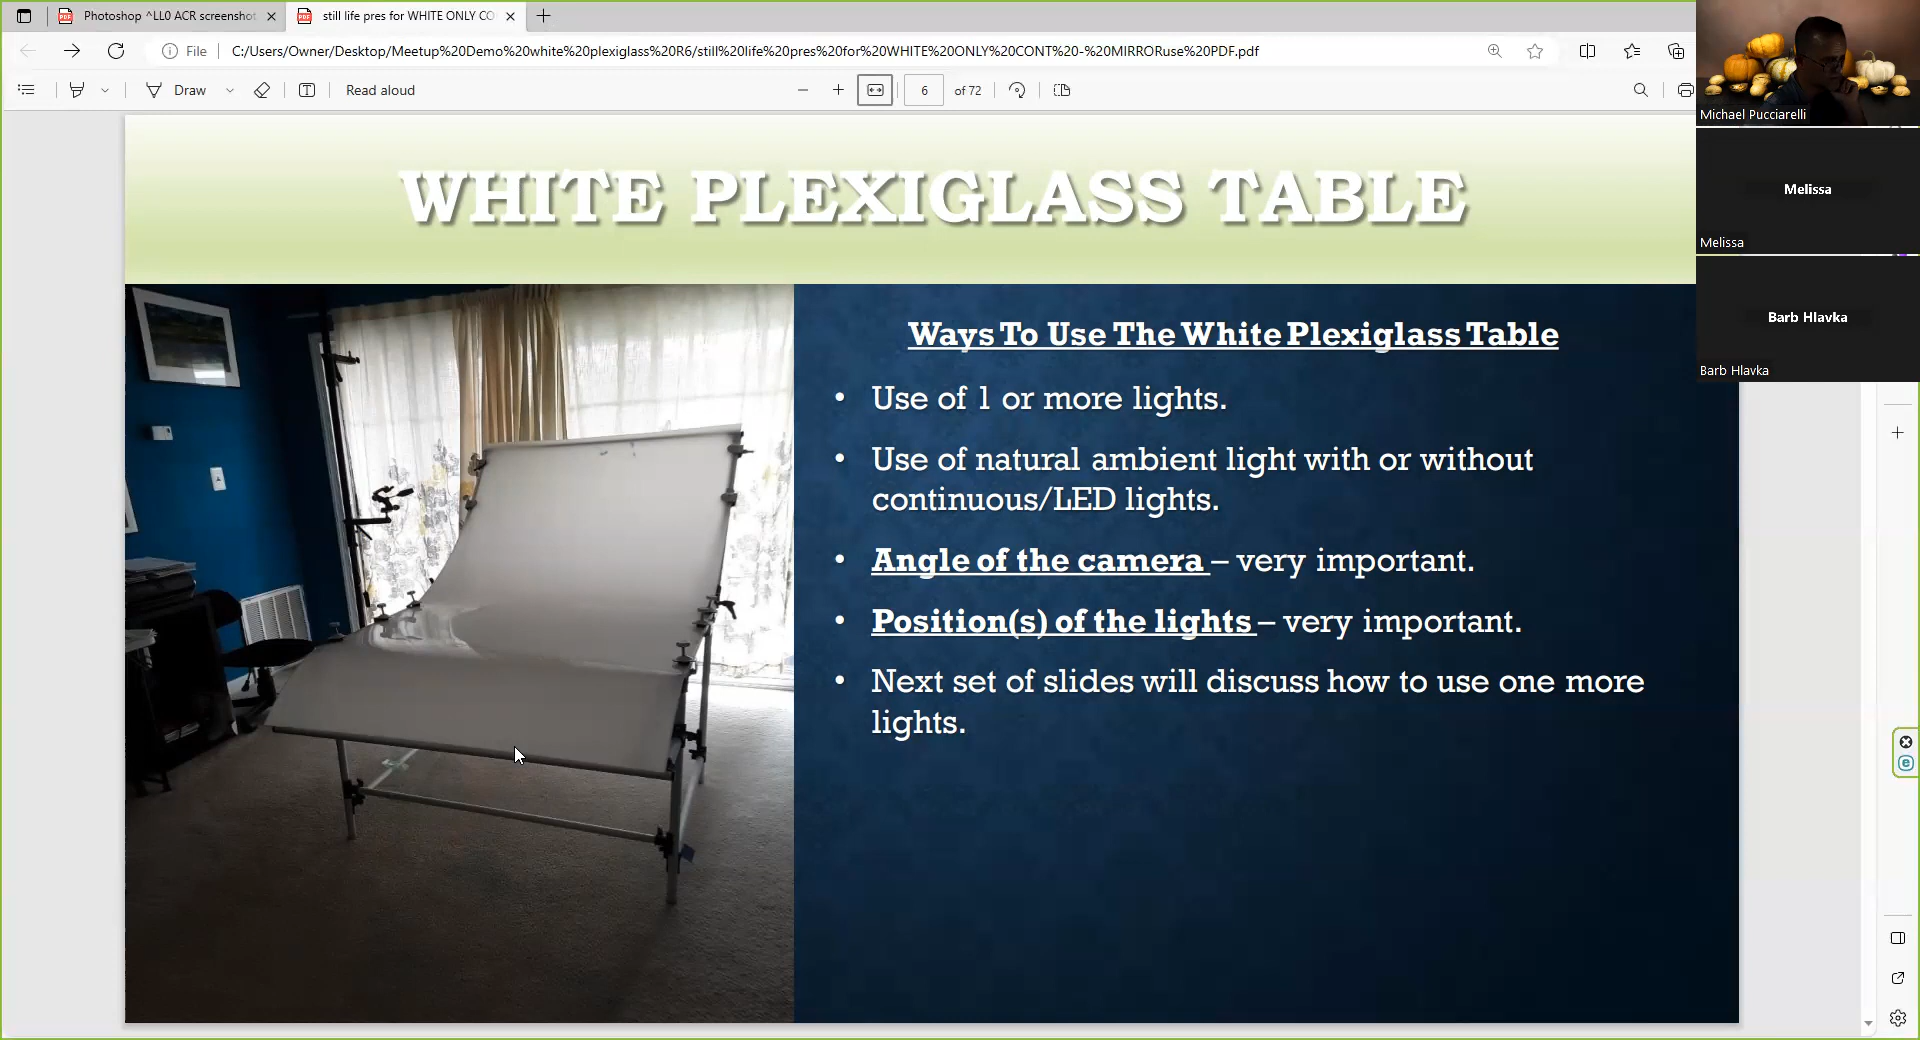 Photoshop ^LL0 ACR screenshot
still life pres for WHITE ONLY CO
File
C:/Users/Owner/Desktop/Meetup%20Demo%20white%20plexiglass%20R6/still%20life%20pres%20for%20WHITE%20ONLY%20CONT%20-%20MIRRORuse%20PDF.pdf
Draw
Read aloud
6
of 72
WHITE PLEXIGLASS TABLE
Ways To Use The White Plexiglass Table
• Use of 1 or more lights.
• Use of natural ambient light with or without
continuous/LED lights.
• Angle of the camera – very important.
• Position(s) of the lights – very important.
• Next set of slides will discuss how to use one more
lights.
Michael Pucciarelli
Melissa
Melissa
Barb Hlavka
Barb Hlavka